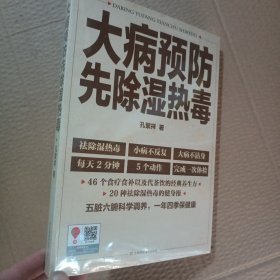 DABING YUFANG XIANCHU SHIREDU
大病预防
先除湿热毒
孔繁祥 著
祛除湿热毒 小病不反复 大病不沾身
每天2分钟 5个动作 完成一次体检
46个食疗食补以及代茶饮的经典养生方
20种祛除湿热毒的健身操
五脏六腑科学调养，一年四季保健康